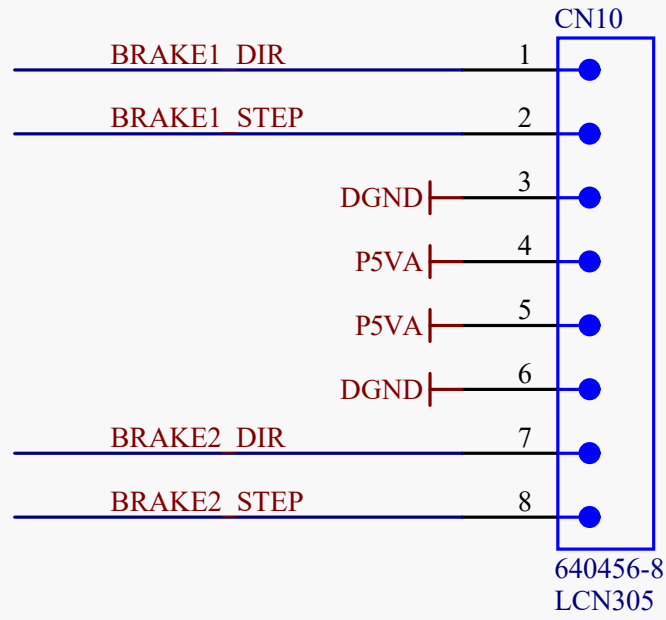 CN10
BRAKE1_DIR 1
BRAKE1_STEP 2
DGND 3
P5VA 4
P5VA 5
DGND 6
BRAKE2_DIR 7
BRAKE2_STEP 8
640456-8
LCN305